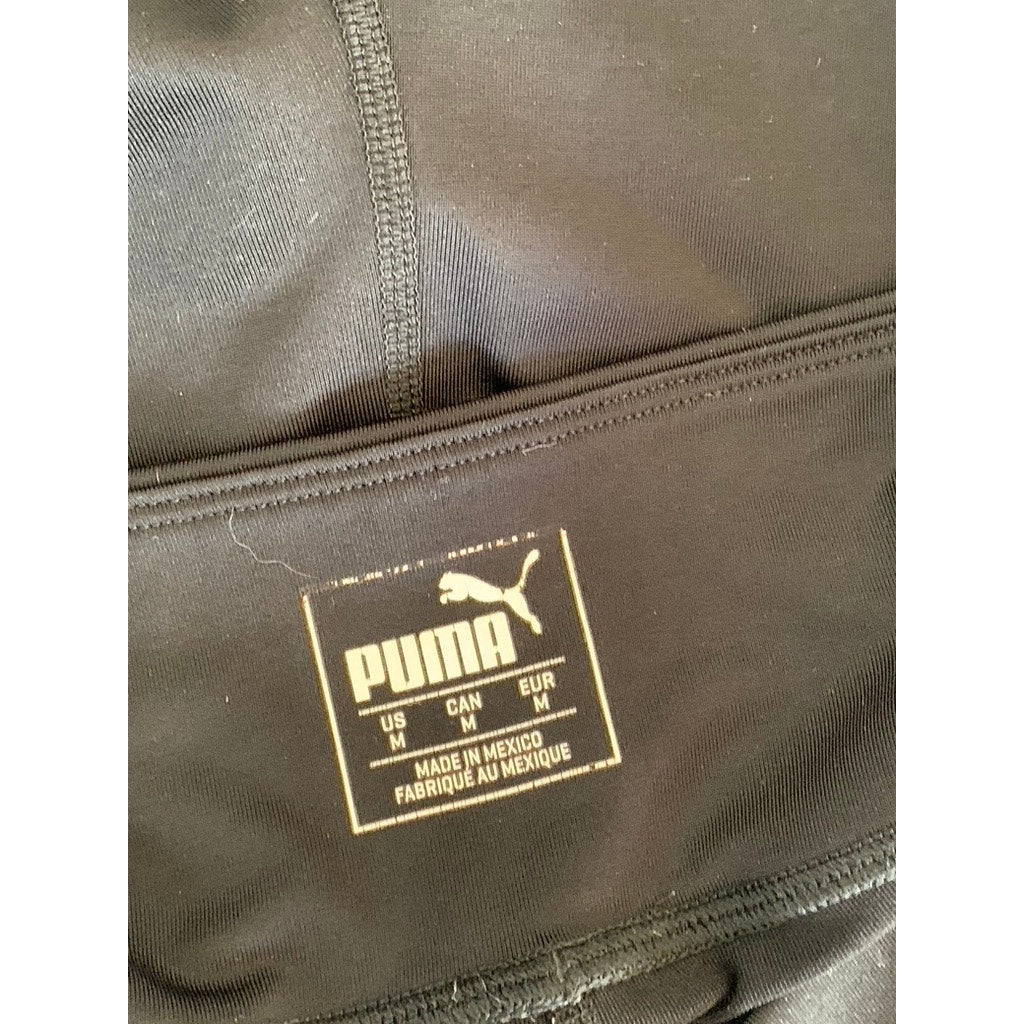 PUMA
US CAN EUR
M M M
MADE IN MEXICO
FABRIQUÉ AU MEXIQUE